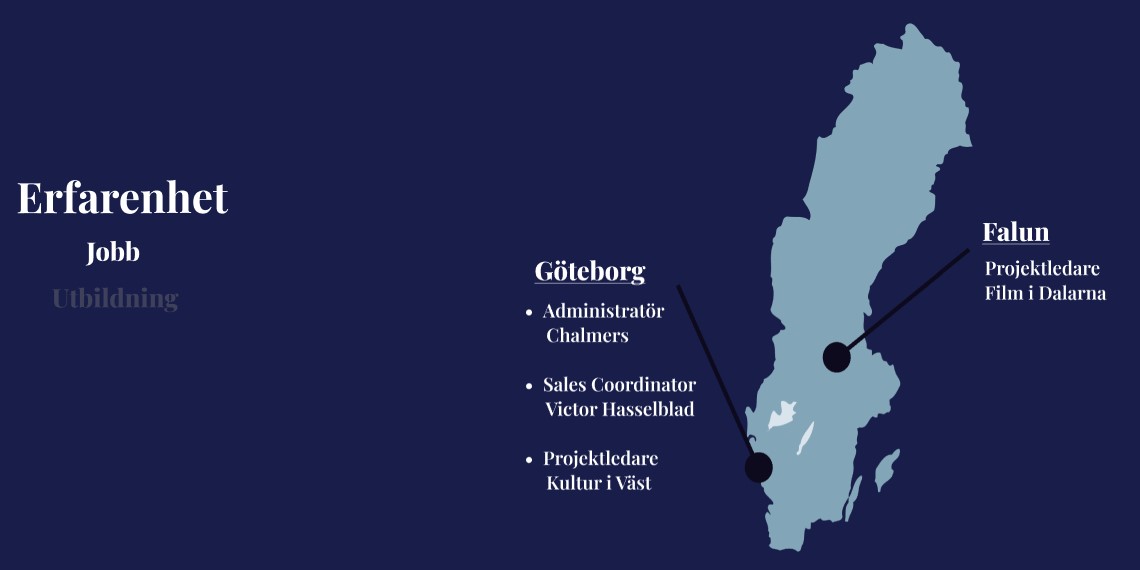 Erfarenhet
Jobb
Utbildning
Göteborg
• Administratör
Chalmers
• Sales Coordinator
Victor Hasselblad
• Projektledare
Kultur i Väst
Falun
Projektledare
Film i Dalarna